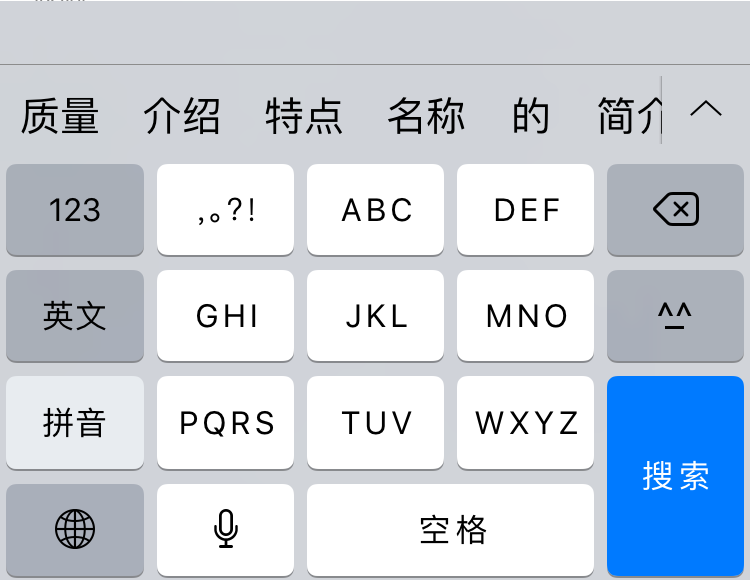 质量 介绍 特点 名称 的 简介
123 ,。?! ABC DEF
英文 GHI JKL MNO ^^
拼音 PQRS TUV WXYZ
搜索
空格